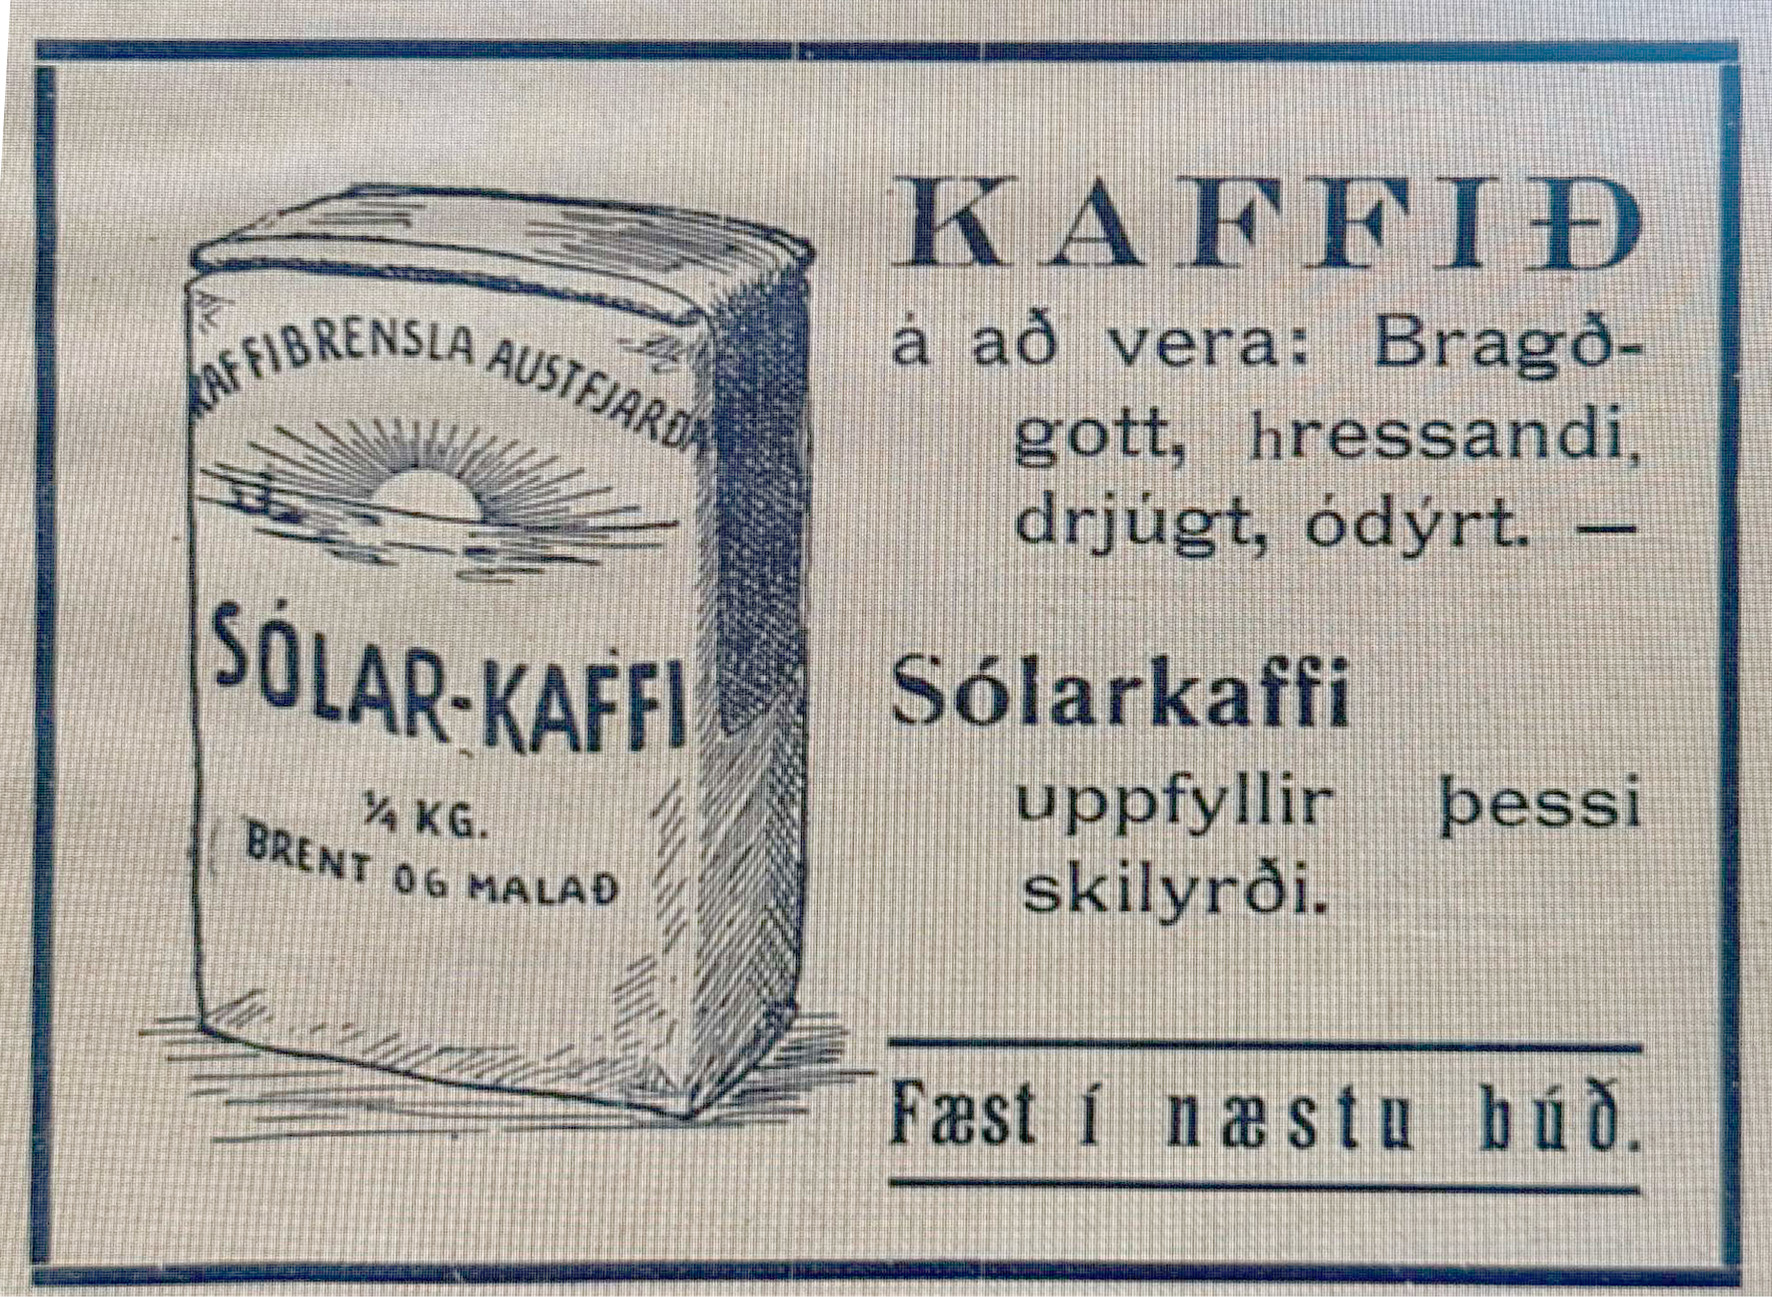 KAFFIBRENSLA AUSTFJARÐA
SÓLAR-KAFFI
¼ KG.
BRENT OG MALAÐ
KAFFIÐ
á að vera: Bragð-
gott, hressandi,
drjúgt, ódýrt. —
Sólarkaffi
uppfyllir þessi
skilyrði.
Fæst í næstu búð.